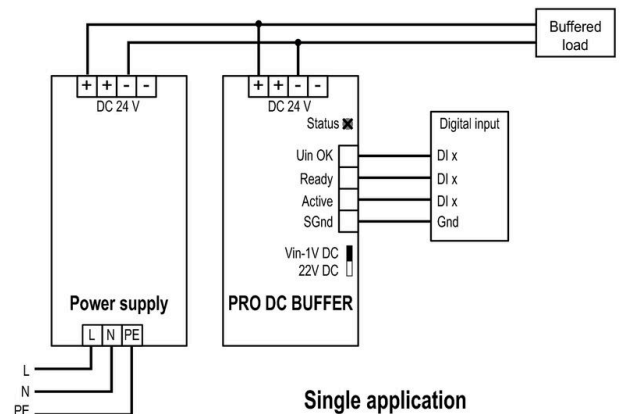 Buffered
load
+ + - -
DC 24 V
+ + - -
DC 24 V
Status
Digital input
Uin OK
DI x
Ready
DI x
Active
DI x
SGnd
Gnd
Vin-1V DC
22V DC
Power supply
PRO DC BUFFER
L N PE
L
N
PE
Single application